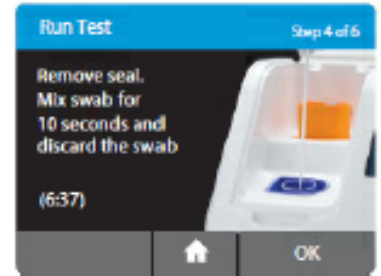 Run Test
Step 4 of 6
Remove seal.
Mix swab for
10 seconds and
discard the swab
(6:37)
OK